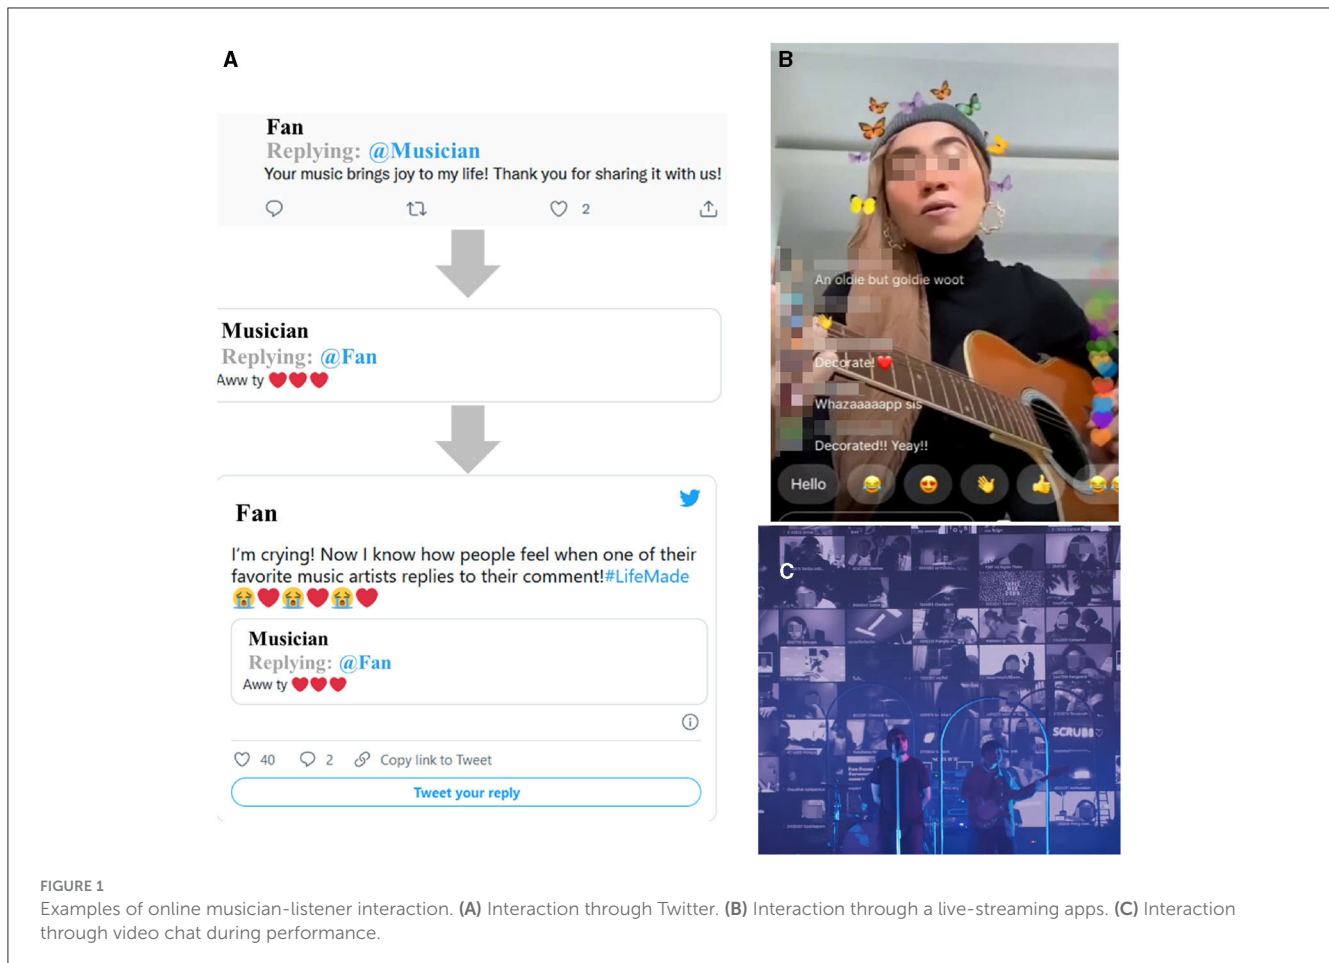 A
Fan
Replying: @Musician
Your music brings joy to my life! Thank you for sharing it with us!
2
Musician
Replying: @Fan
Aww ty ❤❤❤
Fan
I'm crying! Now I know how people feel when one of their
favorite music artists replies to their comment!#LifeMade
😭❤😭❤😭❤
Musician
Replying: @Fan
Aww ty ❤❤❤
40 2 Copy link to Tweet
Tweet your reply
B
An oldie but goldie woot
Decorate! ❤
Whazaaaaapp sis
Decorated!! Yeay!!
Hello
C
SCRUBB
FIGURE 1
Examples of online musician-listener interaction. (A) Interaction through Twitter. (B) Interaction through a live-streaming apps. (C) Interaction
through video chat during performance.